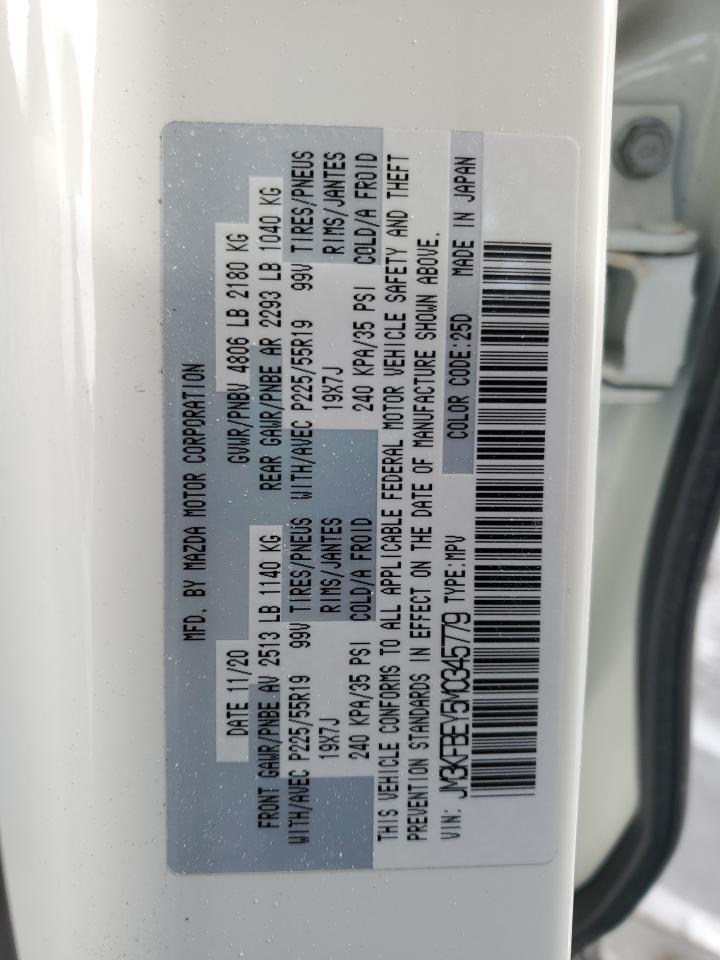 MFD. BY MAZDA MOTOR CORPORATION
DATE 11/20 GVWR/PNBV 4806 LB 2180 KG
FRONT GAWR/PNBE AV 2513 LB 1140 KG REAR GAWR/PNBE AR 2293 LB 1040 KG
WITH/AVEC P225/55R19 99V TIRES/PNEUS WITH/AVEC P225/55R19 99V TIRES/PNEUS
19X7J RIMS/JANTES 19X7J RIMS/JANTES
240 KPA/35 PSI COLD/A FROID 240 KPA/35 PSI COLD/A FROID
THIS VEHICLE CONFORMS TO ALL APPLICABLE FEDERAL MOTOR VEHICLE SAFETY AND THEFT
PREVENTION STANDARDS IN EFFECT ON THE DATE OF MANUFACTURE SHOWN ABOVE.
VIN: JM3KFBEY5M0345779 TYPE:MPV COLOR CODE:25D MADE IN JAPAN